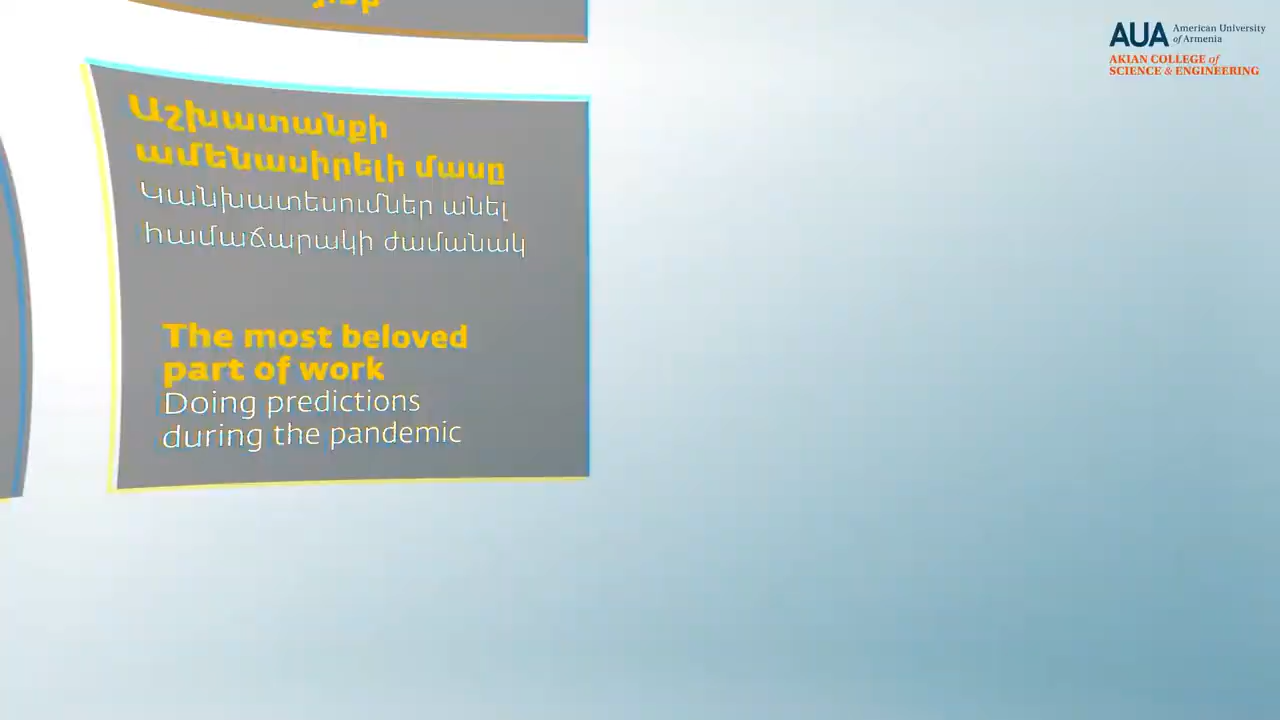 AUA American University
of Armenia
AKIAN COLLEGE of
SCIENCE & ENGINEERING
Աշխատանքի
ամենասիրելի մասը
Կանխատեսումներ անել
համաճարակի ժամանակ
The most beloved
part of work
Doing predictions
during the pandemic